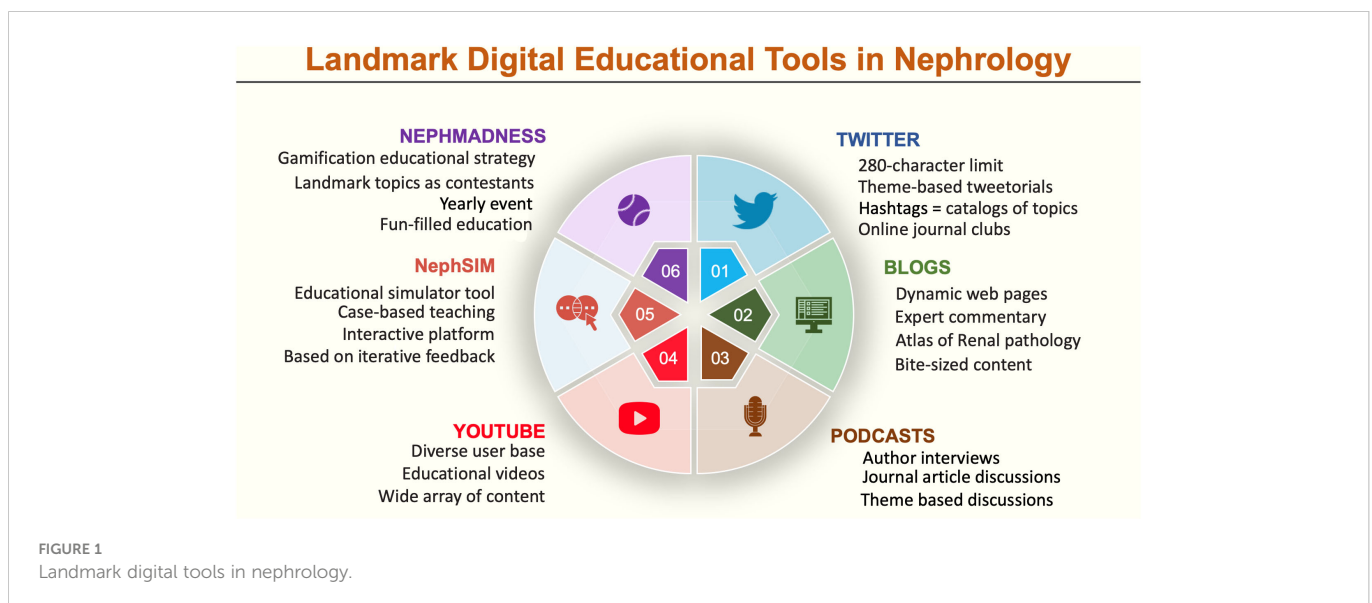 Landmark Digital Educational Tools in Nephrology
NEPHMADNESS
Gamification educational strategy
Landmark topics as contestants
Yearly event
Fun-filled education
NephSIM
Educational simulator tool
Case-based teaching
Interactive platform
Based on iterative feedback
YOUTUBE
Diverse user base
Educational videos
Wide array of content
06
01
05
02
04
03
TWITTER
280-character limit
Theme-based tweetorials
Hashtags = catalogs of topics
Online journal clubs
BLOGS
Dynamic web pages
Expert commentary
Atlas of Renal pathology
Bite-sized content
PODCASTS
Author interviews
Journal article discussions
Theme based discussions
FIGURE 1
Landmark digital tools in nephrology.